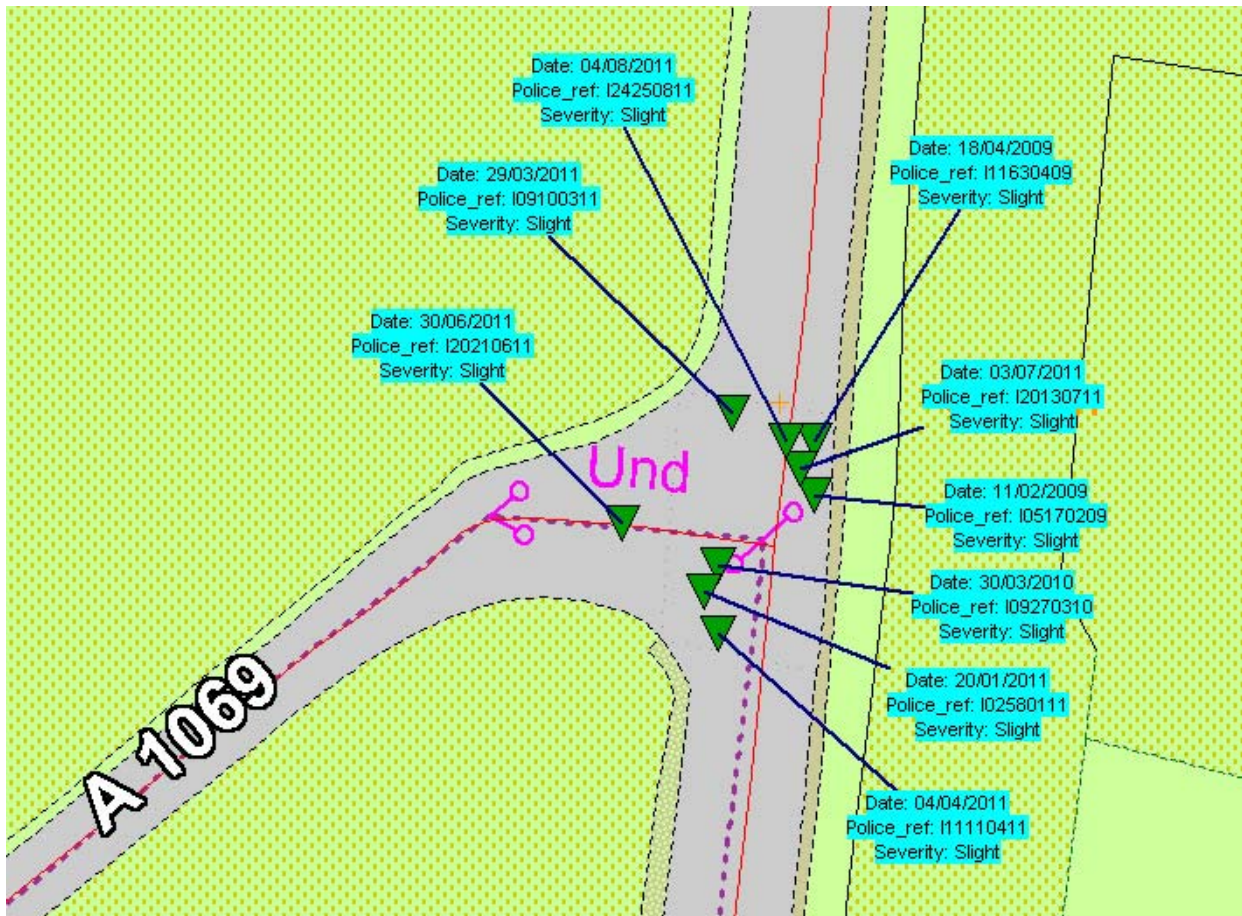 Date: 04/08/2011
Police_ref: I24250811
Severity: Slight
Date: 18/04/2009
Police_ref: I11630409
Severity: Slight
Date: 29/03/2011
Police_ref: I09100311
Severity: Slight
Date: 30/06/2011
Police_ref: I20210611
Severity: Slight
Date: 03/07/2011
Police_ref: I20130711
Severity: Slight
Und
Date: 11/02/2009
Police_ref: I05170209
Severity: Slight
Date: 30/03/2010
Police_ref: I09270310
Severity: Slight
Date: 20/01/2011
Police_ref: I02580111
Severity: Slight
A 1069
Date: 04/04/2011
Police_ref: I11110411
Severity: Slight